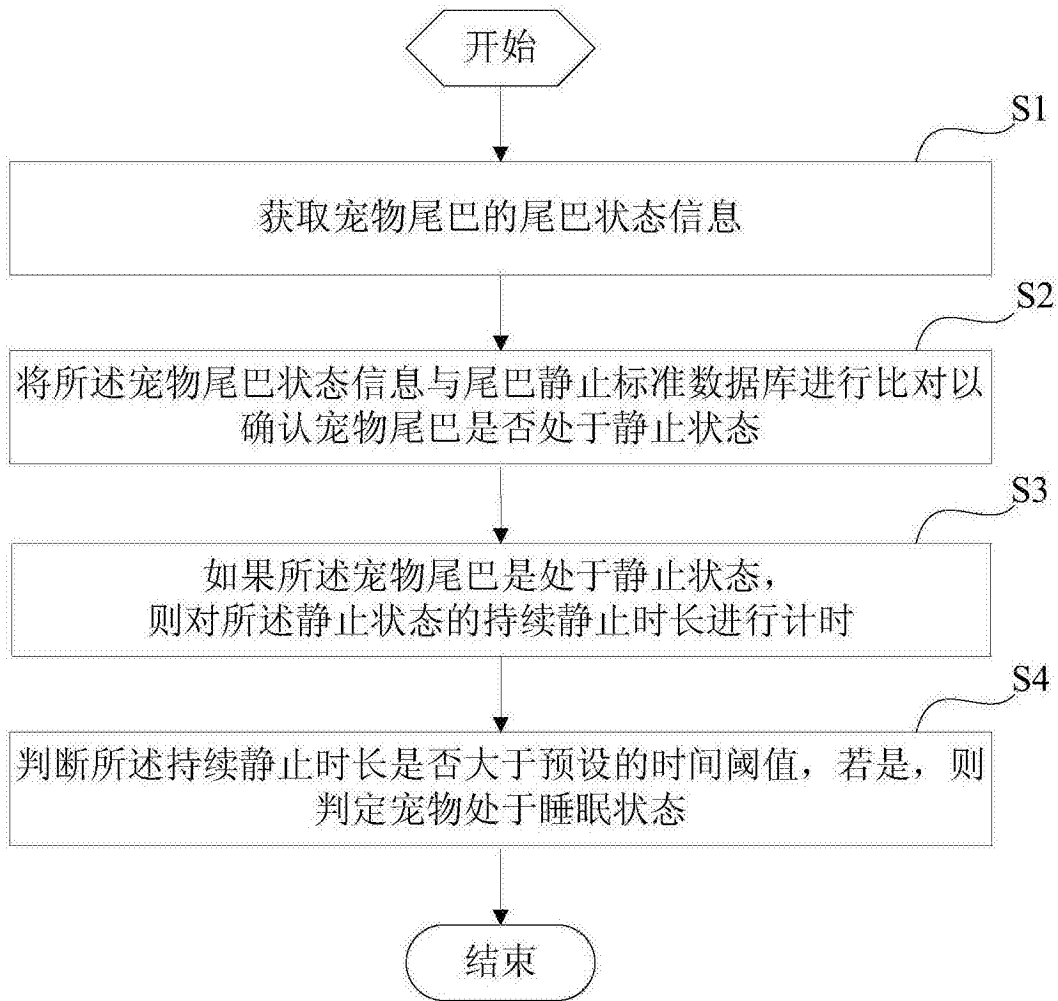 开始
S1
获取宠物尾巴的尾巴状态信息
S2
将所述宠物尾巴状态信息与尾巴静止标准数据库进行比对以
确认宠物尾巴是否处于静止状态
S3
如果所述宠物尾巴是处于静止状态，
则对所述静止状态的持续静止时长进行计时
S4
判断所述持续静止时长是否大于预设的时间阈值，若是，则
判定宠物处于睡眠状态
结束